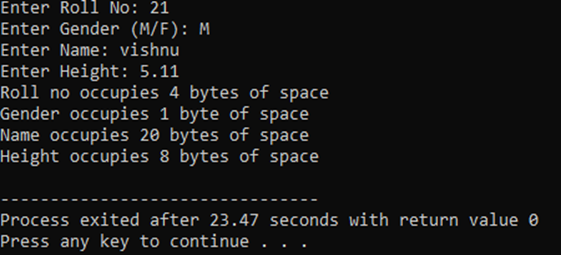 Enter Roll No: 21
Enter Gender (M/F): M
Enter Name: vishnu
Enter Height: 5.11
Roll no occupies 4 bytes of space
Gender occupies 1 byte of space
Name occupies 20 bytes of space
Height occupies 8 bytes of space
--------------------------------
Process exited after 23.47 seconds with return value 0
Press any key to continue . . .